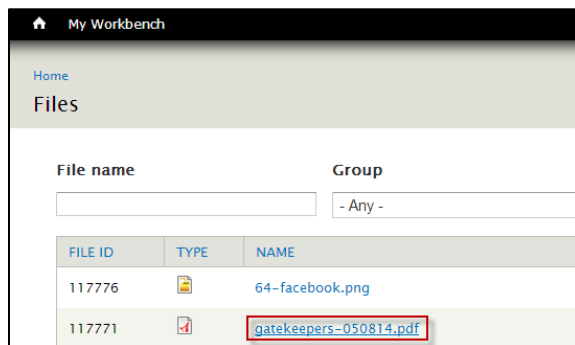 My Workbench
Home
Files
File name Group
- Any -
FILE ID TYPE NAME
117776 64-facebook.png
117771 gatekeepers-050814.pdf